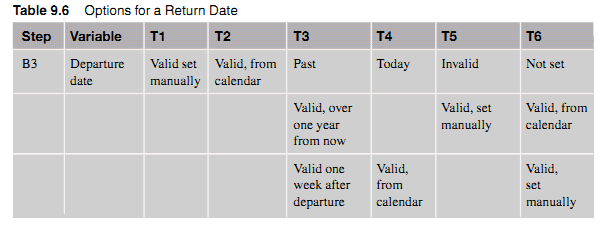 Table 9.6 Options for a Return Date
Step Variable T1 T2 T3 T4 T5 T6
B3 Departure Valid set Valid, from Past Today Invalid Not set
date manually calendar
Valid, over Valid, set Valid, from
one year manually calendar
from now
Valid one Valid, Valid,
week after from set
departure calendar manually